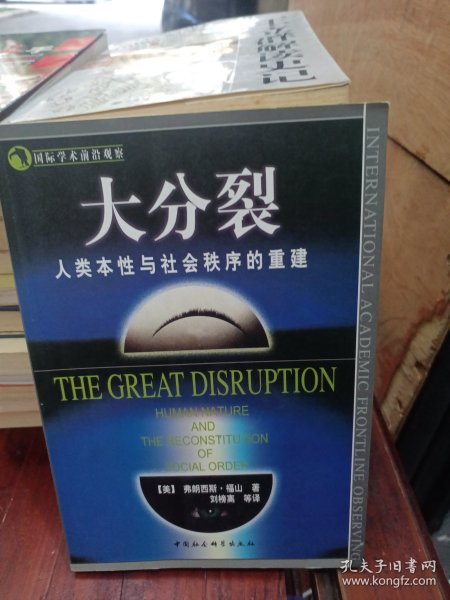 国际学术前沿观察
大分裂
人类本性与社会秩序的重建
THE GREAT DISRUPTION
HUMAN NATURE
AND
THE RECONSTITUTION
OF
SOCIAL ORDER
【美】 弗朗西斯·福山 著
刘榜离 等译
中国社会科学出版社
INTERNATIONAL ACADEMIC FRONTLINE OBSERVING
孔夫子旧书网
www.kongfz.com